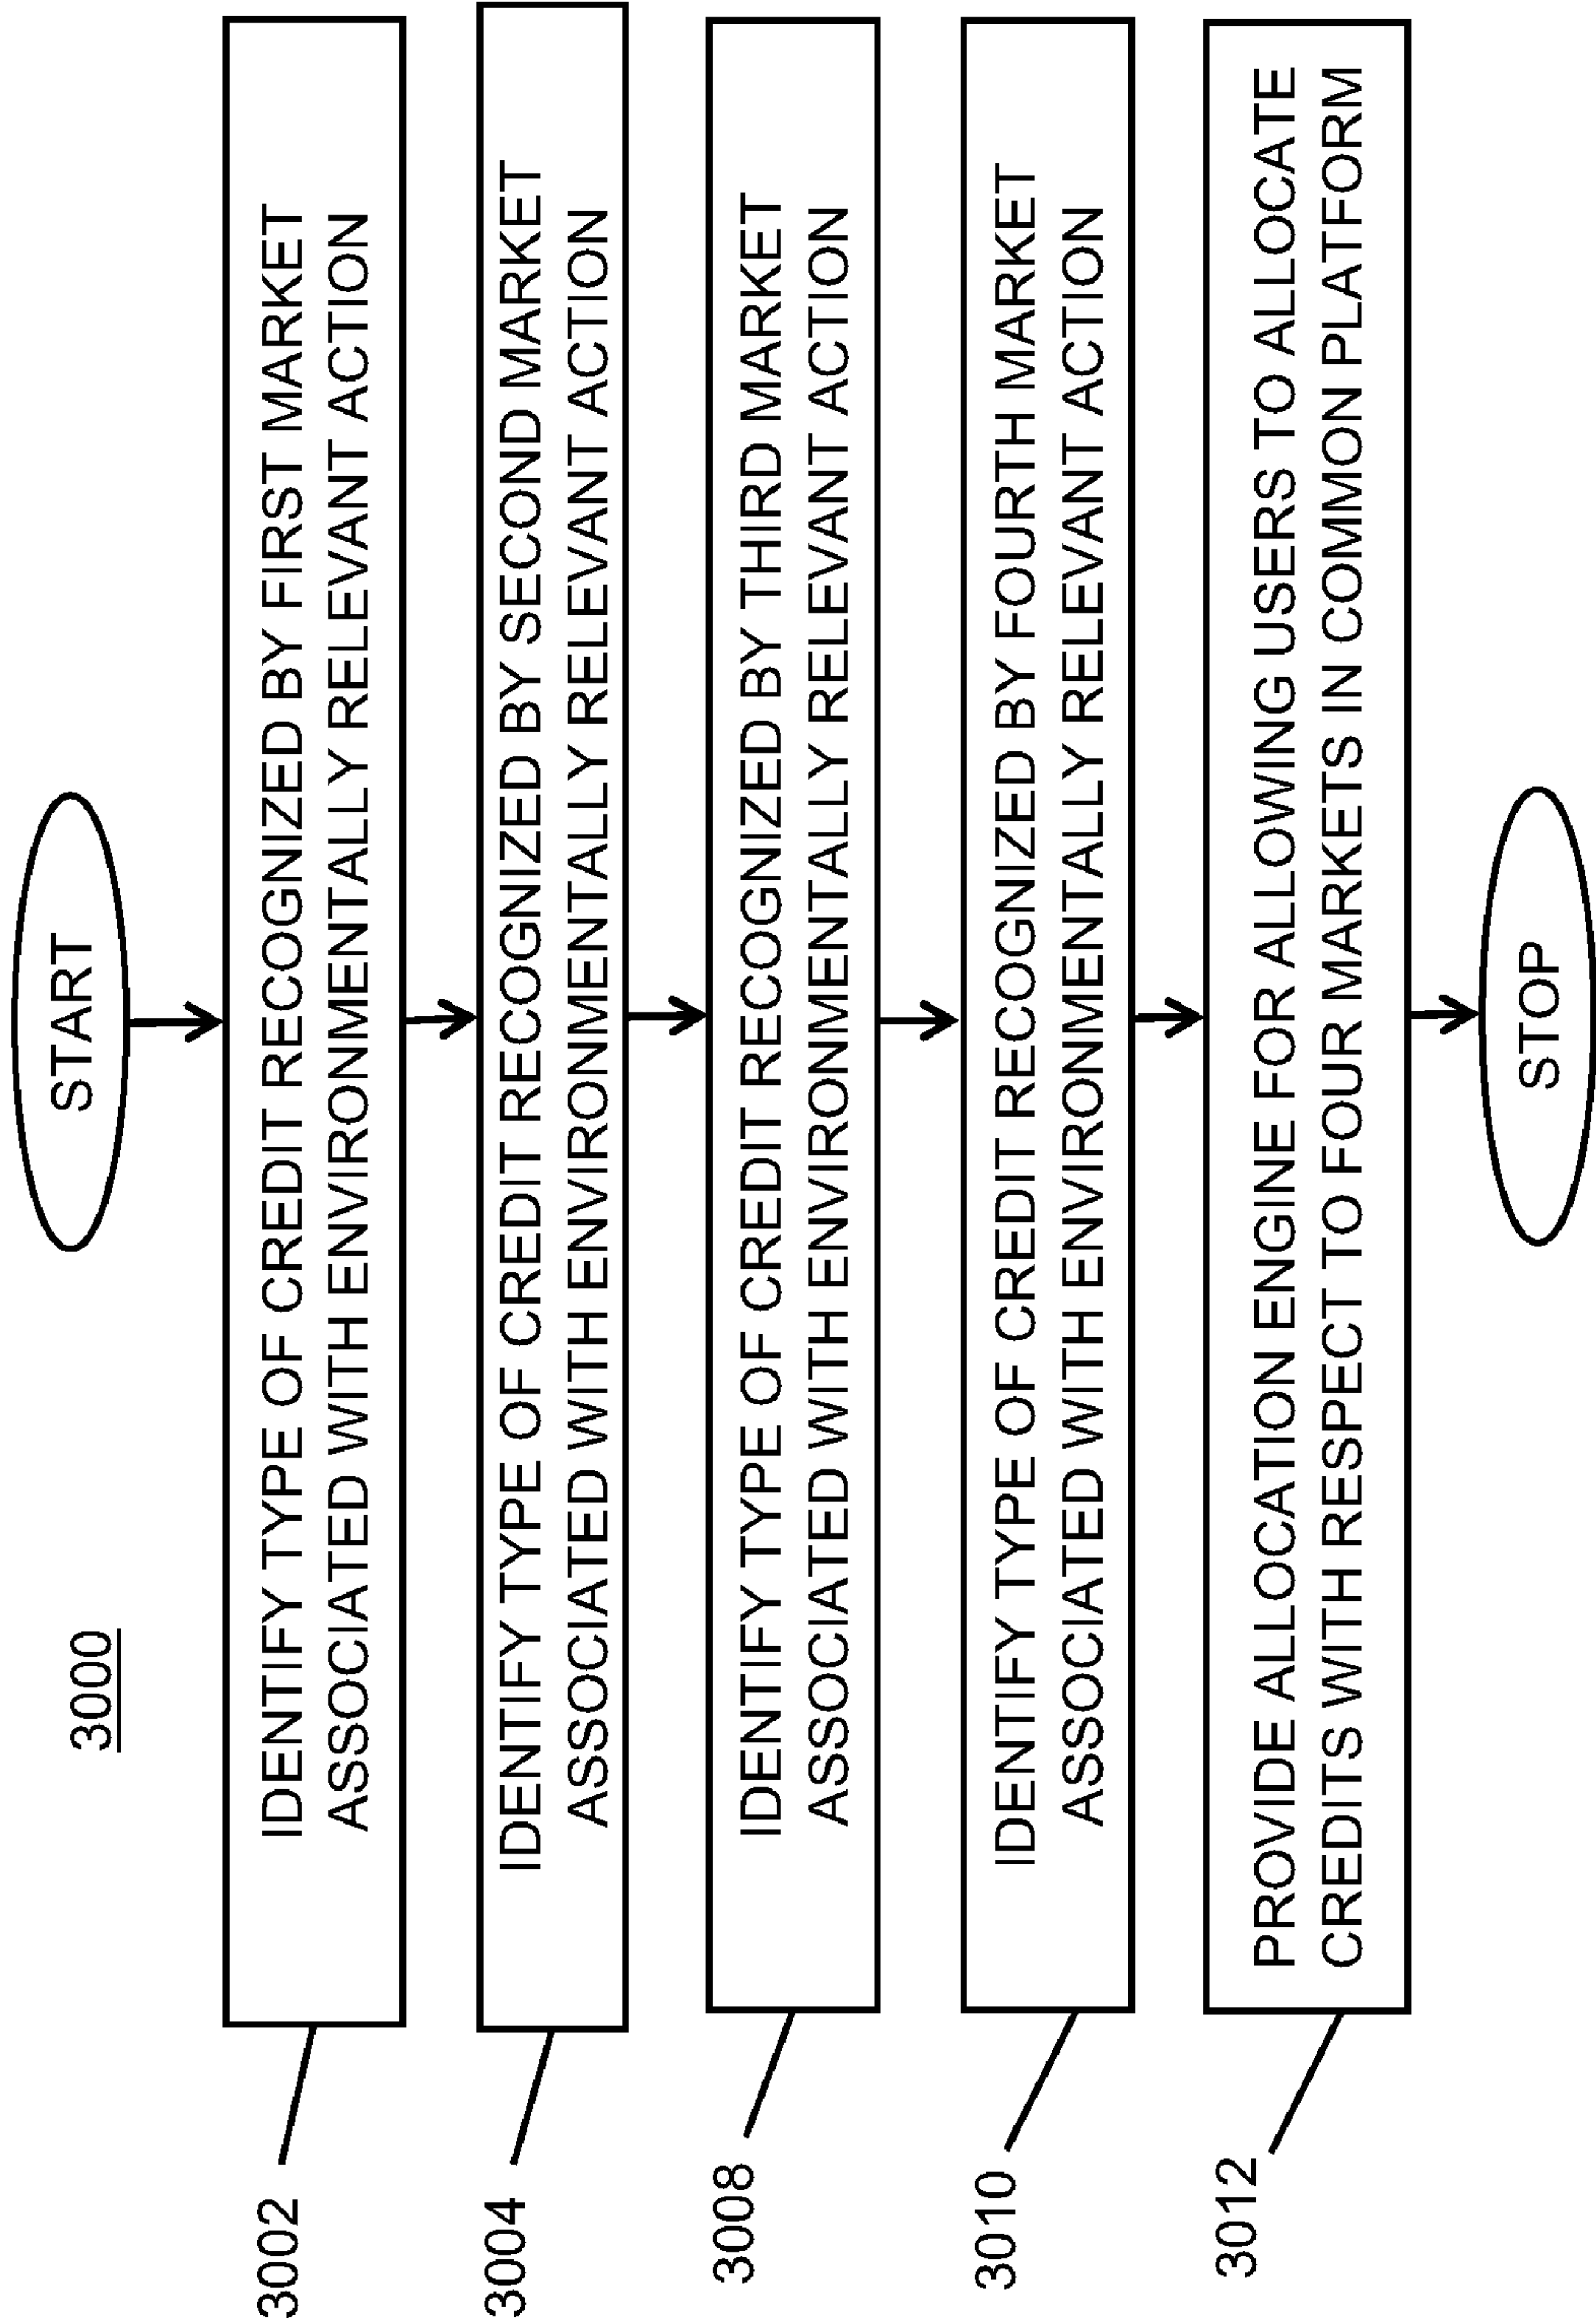 3000
START
3002
IDENTIFY TYPE OF CREDIT RECOGNIZED BY FIRST MARKET
ASSOCIATED WITH ENVIRONMENTALLY RELEVANT ACTION
3004
IDENTIFY TYPE OF CREDIT RECOGNIZED BY SECOND MARKET
ASSOCIATED WITH ENVIRONMENTALLY RELEVANT ACTION
3008
IDENTIFY TYPE OF CREDIT RECOGNIZED BY THIRD MARKET
ASSOCIATED WITH ENVIRONMENTALLY RELEVANT ACTION
3010
IDENTIFY TYPE OF CREDIT RECOGNIZED BY FOURTH MARKET
ASSOCIATED WITH ENVIRONMENTALLY RELEVANT ACTION
3012
PROVIDE ALLOCATION ENGINE FOR ALLOWING USERS TO ALLOCATE
CREDITS WITH RESPECT TO FOUR MARKETS IN COMMON PLATFORM
STOP